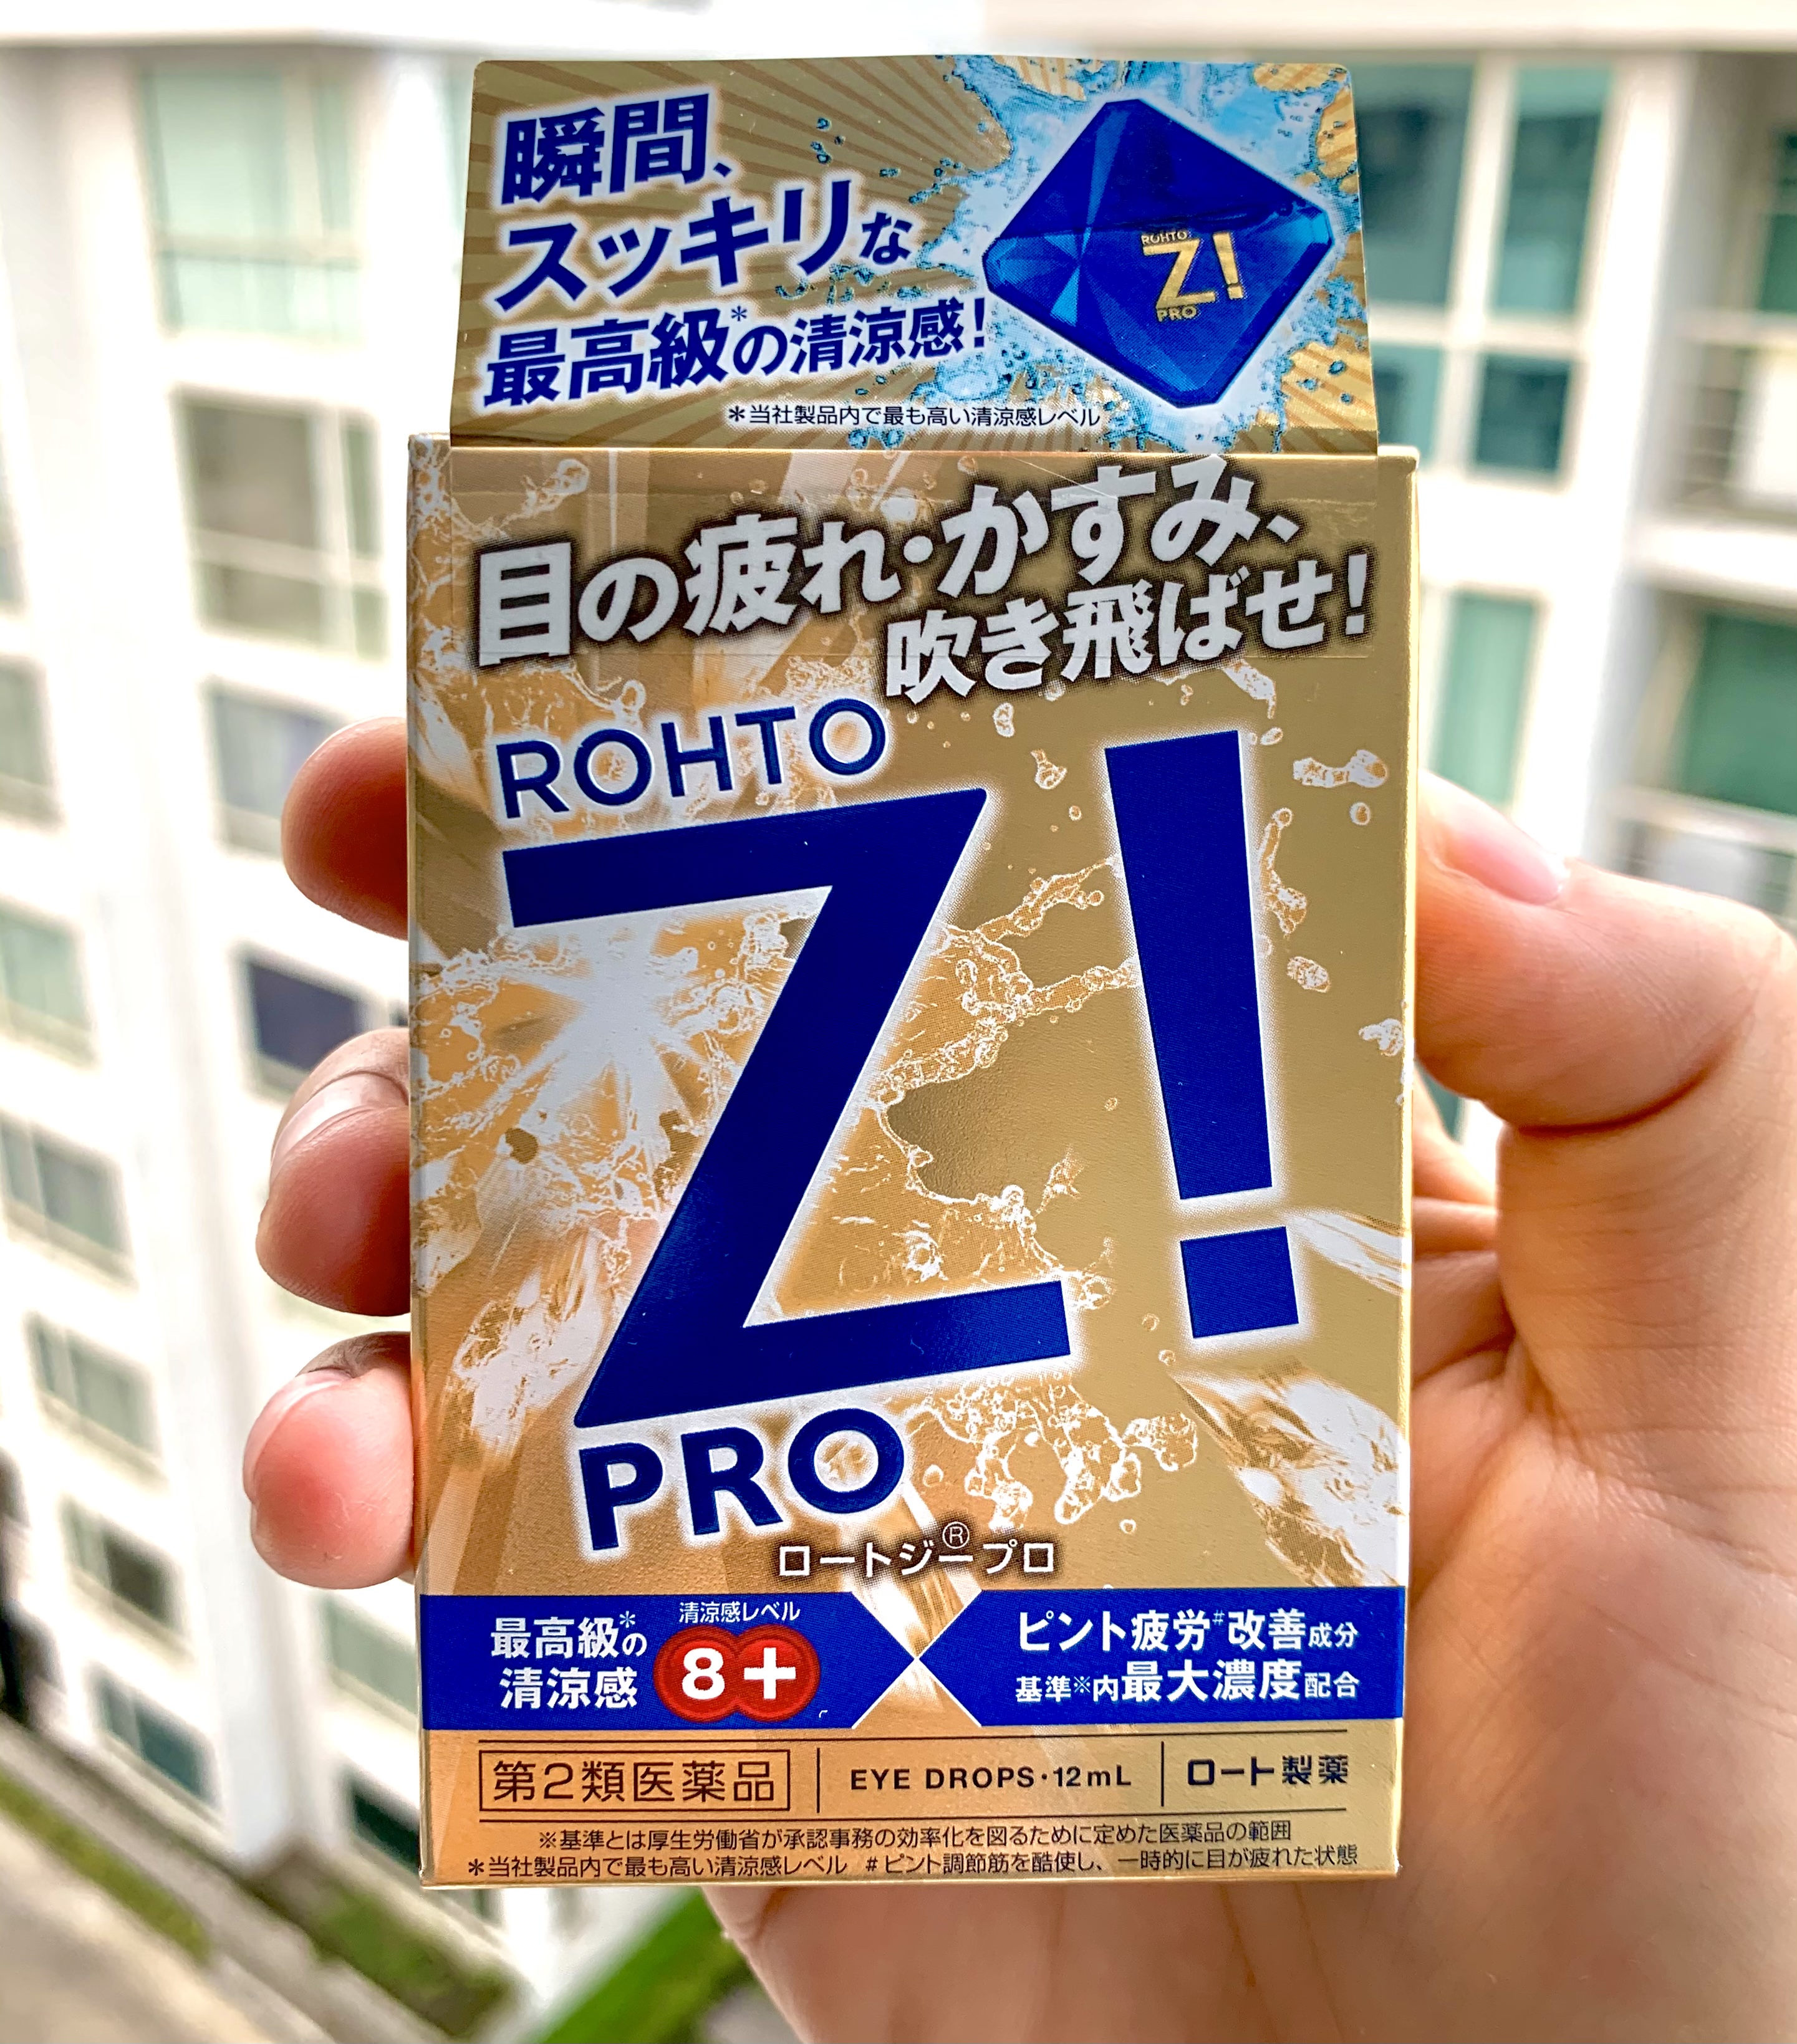 瞬間、
スッキリな
最高級*の清涼感!
ROHTO
Z!
PRO
*当社製品内で最も高い清涼感レベル
目の疲れ・かすみ、
吹き飛ばせ!
ROHTO
Z!
PRO
ロートジー®プロ
最高級*の
清涼感
清涼感レベル
8+
ピント疲労#改善成分
基準※内最大濃度配合
第2類医薬品
EYE DROPS・12mL
ロート製薬
※基準とは厚生労働省が承認事務の効率化を図るために定めた医薬品の範囲
*当社製品内で最も高い清涼感レベル #ピント調節筋を酷使し、一時的に目が疲れた状態